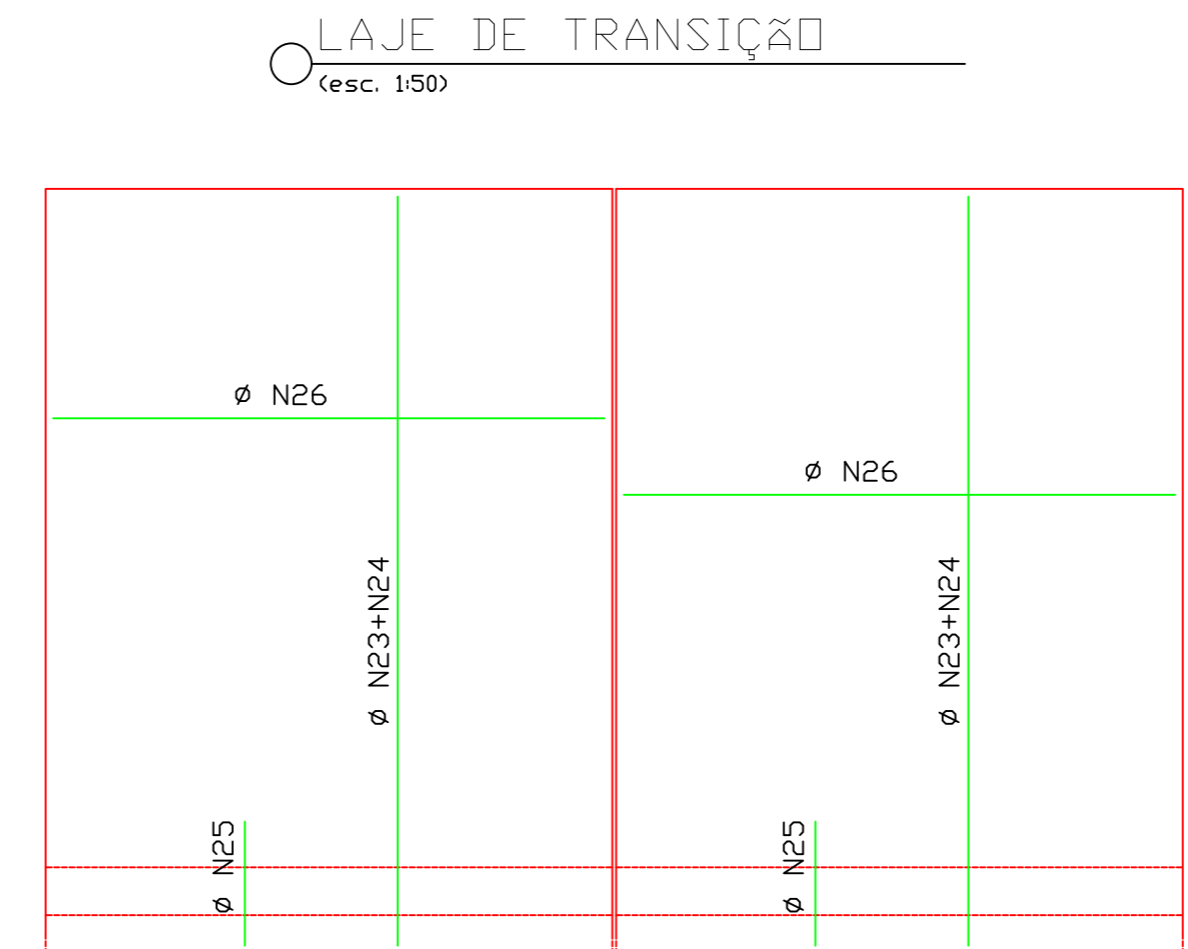 LAJE DE TRANSIÇÃO
(esc. 1:50)
Ø N26
Ø N26
Ø N23+N24
Ø N23+N24
Ø N25
Ø N25